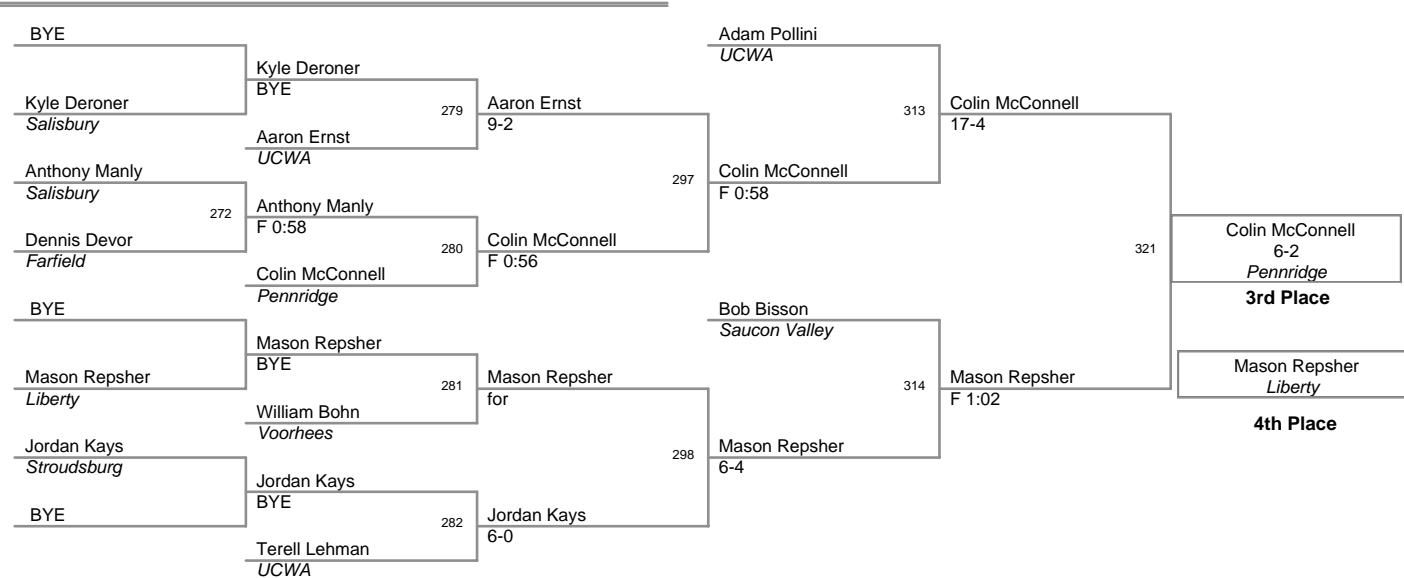 BYE
Kyle Deroner
Salisbury
Anthony Manly
Salisbury
272
Dennis Devor
Farfield
BYE
Mason Repsher
Liberty
Jordan Kays
Stroudsburg
BYE
Kyle Deroner
BYE
279
Aaron Ernst
UCWA
Anthony Manly
F 0:58
280
Colin McConnell
Pennridge
Mason Repsher
BYE
281
William Bohn
Voorhees
Jordan Kays
BYE
282
Terell Lehman
UCWA
Aaron Ernst
9-2
297
Colin McConnell
F 0:56
Mason Repsher
for
298
Jordan Kays
6-0
Adam Pollini
UCWA
313
Colin McConnell
F 0:58
Bob Bisson
Saucon Valley
314
Mason Repsher
6-4
Colin McConnell
17-4
321
Mason Repsher
F 1:02
Colin McConnell
6-2
Pennridge
3rd Place
Mason Repsher
Liberty
4th Place